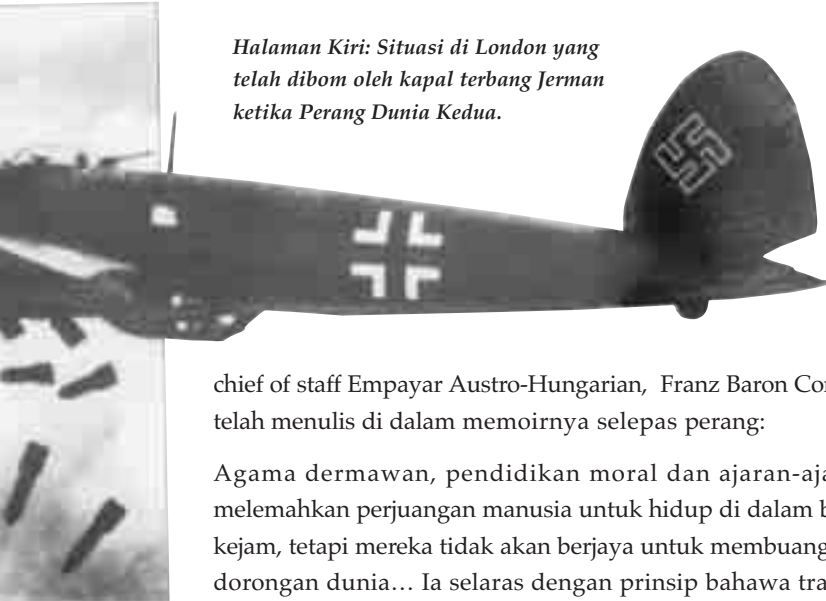 Halaman Kiri: Situasi di London yang
telah dibom oleh kapal terbang Jerman
ketika Perang Dunia Kedua.
chief of staff Empayar Austro-Hungarian, Franz Baron
telah menulis di dalam memoirnya selepas perang:
Agama dermawan, pendidikan moral dan
melemahkan perjuangan manusia untuk hidup di dalam
kejam, tetapi mereka tidak akan berjaya untuk membuang
dorongan dunia… Ia selaras dengan prinsip bahawa